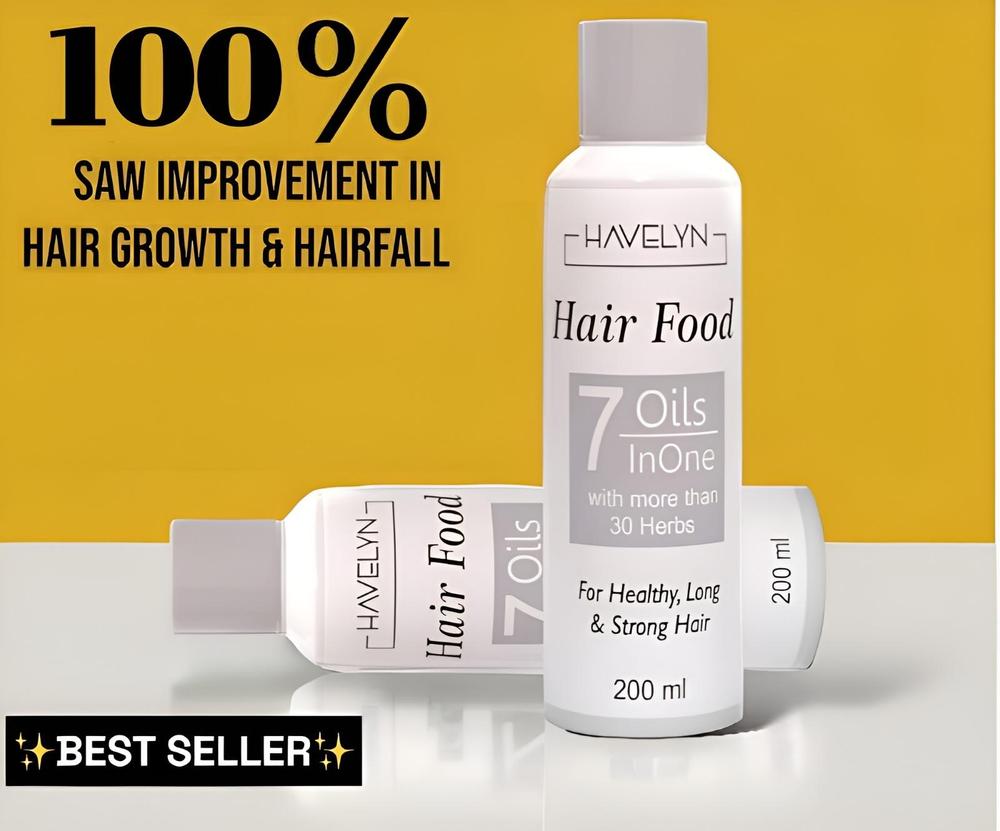 100%
SAW IMPROVEMENT IN
HAIR GROWTH & HAIRFALL
HAVELYN
Hair Food
7 Oils
InOne
with more than
30 Herbs
For Healthy, Long
& Strong Hair
200 ml
HAVELYN
Hair Food
7 Oils
200 ml
✨BEST SELLER✨